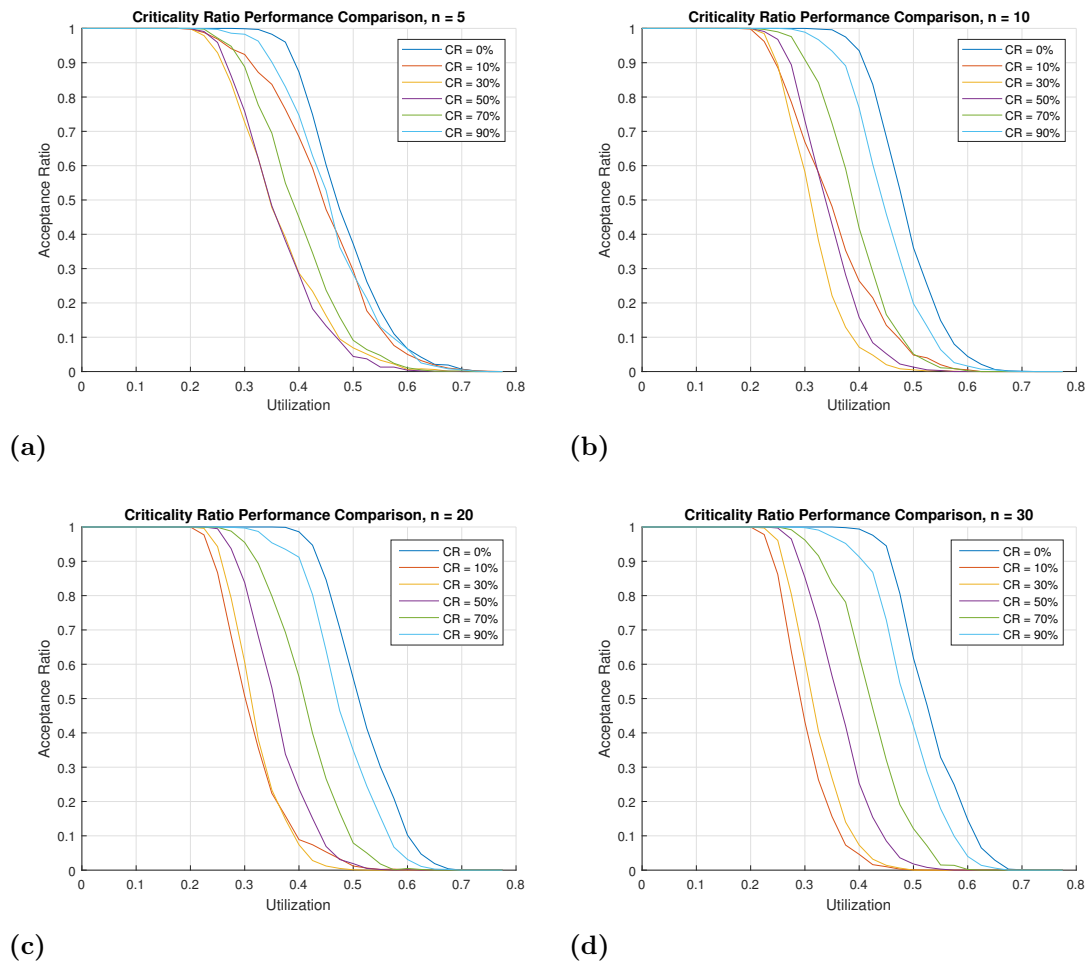 Criticality Ratio Performance Comparison, n = 5
1
0.9
0.8
0.7
0.6
0.5
0.4
0.3
0.2
0.1
0
Acceptance Ratio
CR = 0%
CR = 10%
CR = 30%
CR = 50%
CR = 70%
CR = 90%
0 0.1 0.2 0.3 0.4 0.5 0.6 0.7 0.8
Utilization
(a)
Criticality Ratio Performance Comparison, n = 10
1
0.9
0.8
0.7
0.6
0.5
0.4
0.3
0.2
0.1
0
Acceptance Ratio
CR = 0%
CR = 10%
CR = 30%
CR = 50%
CR = 70%
CR = 90%
0 0.1 0.2 0.3 0.4 0.5 0.6 0.7 0.8
Utilization
(b)
Criticality Ratio Performance Comparison, n = 20
1
0.9
0.8
0.7
0.6
0.5
0.4
0.3
0.2
0.1
0
Acceptance Ratio
CR = 0%
CR = 10%
CR = 30%
CR = 50%
CR = 70%
CR = 90%
0 0.1 0.2 0.3 0.4 0.5 0.6 0.7 0.8
Utilization
(c)
Criticality Ratio Performance Comparison, n = 30
1
0.9
0.8
0.7
0.6
0.5
0.4
0.3
0.2
0.1
0
Acceptance Ratio
CR = 0%
CR = 10%
CR = 30%
CR = 50%
CR = 70%
CR = 90%
0 0.1 0.2 0.3 0.4 0.5 0.6 0.7 0.8
Utilization
(d)